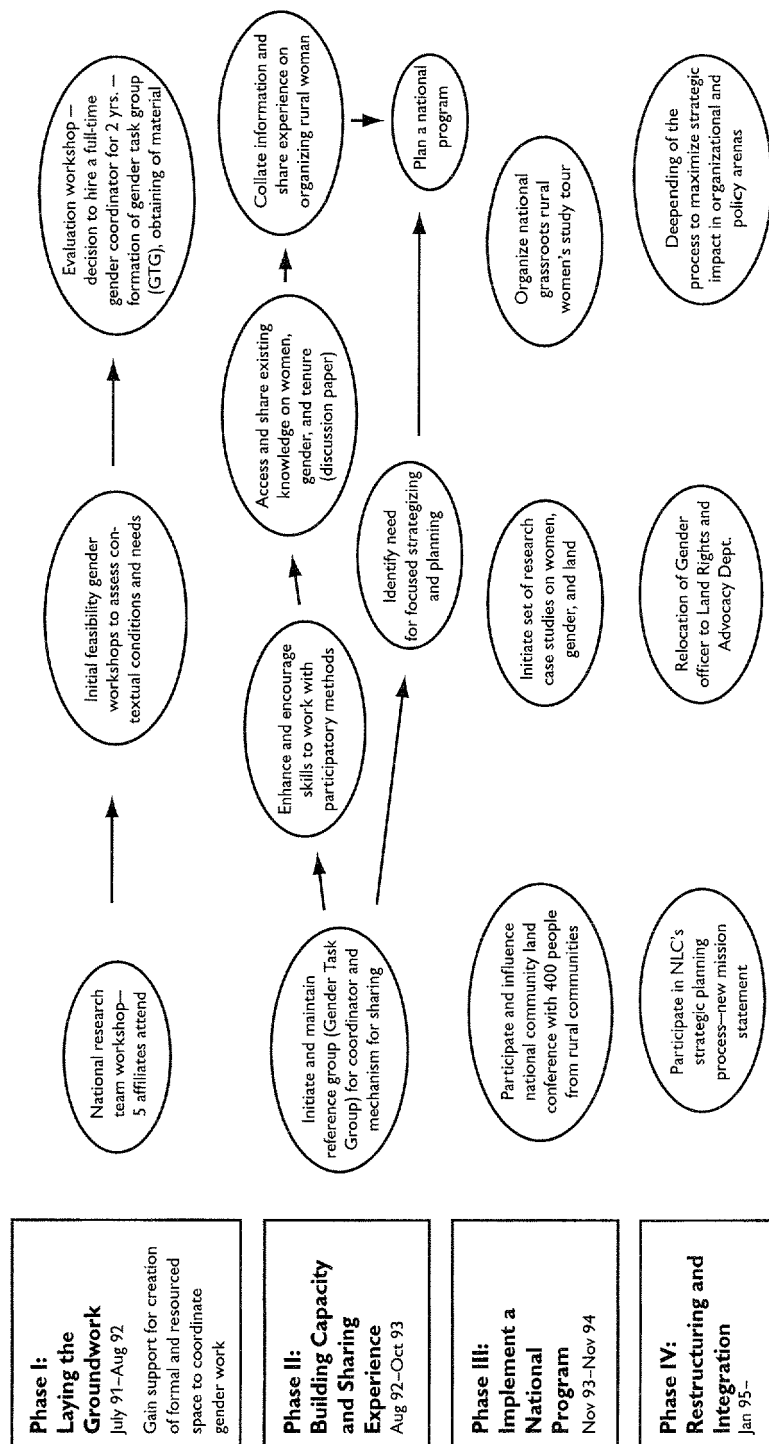 Phase I:
Laying the
Groundwork
July 91–Aug 92
Gain support for creation
of formal and resourced
space to coordinate
gender work
National research
team workshop—
5 affiliates attend
Initial feasibility gender
workshops to assess con-
textual conditions and needs
Evaluation workshop —
decision to hire a full-time
gender coordinator for 2 yrs. —
formation of gender task group
(GTG), obtaining of material
Phase II:
Building Capacity
and Sharing
Experience
Aug 92–Oct 93
Initiate and maintain
reference group (Gender Task
Group) for coordinator and
mechanism for sharing
Enhance and encourage
skills to work with
participatory methods
Access and share existing
knowledge on women,
gender, and tenure
(discussion paper)
Collate information and
share experience on
organizing rural woman
Identify need
for focused strategizing
and planning
Plan a national
program
Phase III:
Implement a
National
Program
Nov 93–Nov 94
Participate and influence
national community land
conference with 400 people
from rural communities
Initiate set of research
case studies on women,
gender, and land
Organize national
grassroots rural
women's study tour
Phase IV:
Restructuring and
Integration
Jan 95–
Participate in NLC's
strategic planning
process—new mission
statement
Relocation of Gender
officer to Land Rights and
Advocacy Dept.
Deepending of the
process to maximize strategic
impact in organizational and
policy arenas